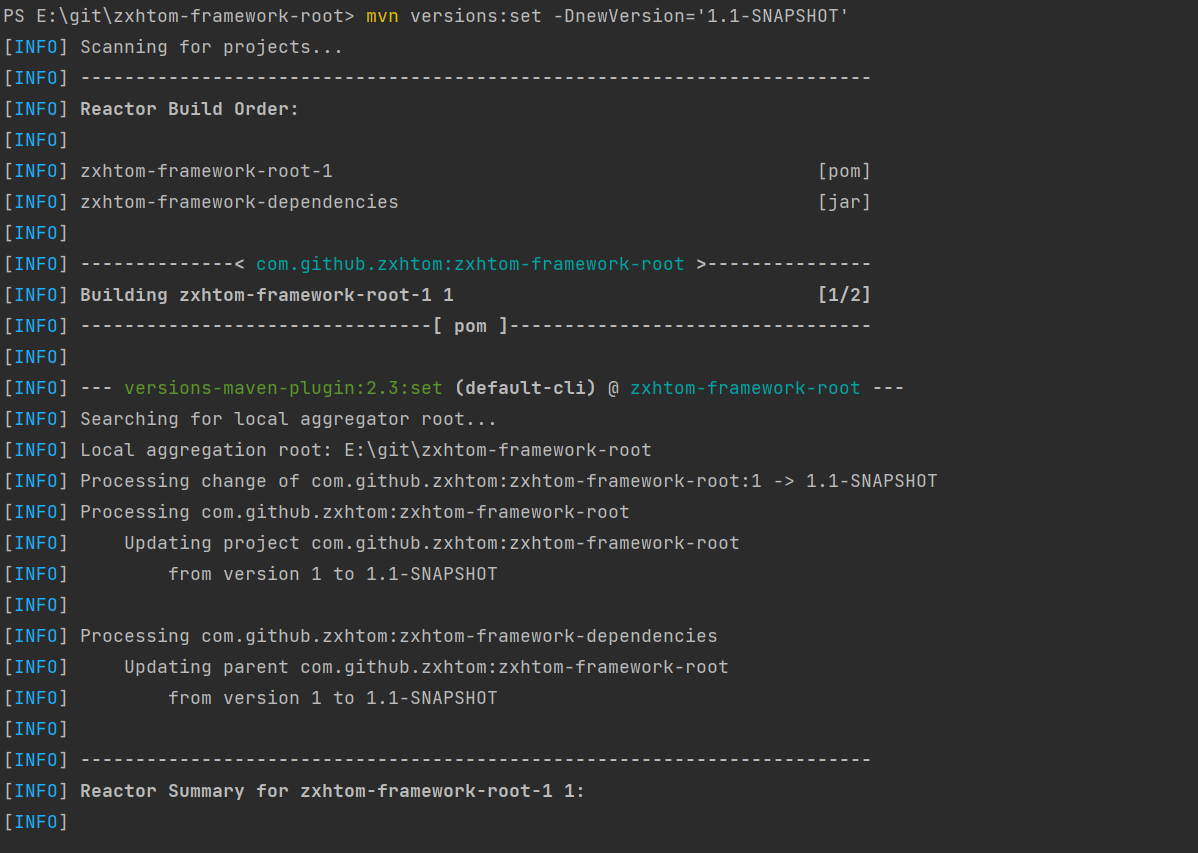 PS E:\git\zxhtom-framework-root> mvn versions:set -DnewVersion='1.1-SNAPSHOT'
[INFO] Scanning for projects...
[INFO] ------------------------------------------------------------------------
[INFO] Reactor Build Order:
[INFO]
[INFO] zxhtom-framework-root-1                                            [pom]
[INFO] zxhtom-framework-dependencies                                      [jar]
[INFO]
[INFO] --------------< com.github.zxhtom:zxhtom-framework-root >---------------
[INFO] Building zxhtom-framework-root-1 1                                 [1/2]
[INFO] --------------------------------[ pom ]---------------------------------
[INFO]
[INFO] --- versions-maven-plugin:2.3:set (default-cli) @ zxhtom-framework-root ---
[INFO] Searching for local aggregator root...
[INFO] Local aggregation root: E:\git\zxhtom-framework-root
[INFO] Processing change of com.github.zxhtom:zxhtom-framework-root:1 -> 1.1-SNAPSHOT
[INFO] Processing com.github.zxhtom:zxhtom-framework-root
[INFO]     Updating project com.github.zxhtom:zxhtom-framework-root
[INFO]         from version 1 to 1.1-SNAPSHOT
[INFO]
[INFO] Processing com.github.zxhtom:zxhtom-framework-dependencies
[INFO]     Updating parent com.github.zxhtom:zxhtom-framework-root
[INFO]         from version 1 to 1.1-SNAPSHOT
[INFO]
[INFO] ------------------------------------------------------------------------
[INFO] Reactor Summary for zxhtom-framework-root-1 1:
[INFO]